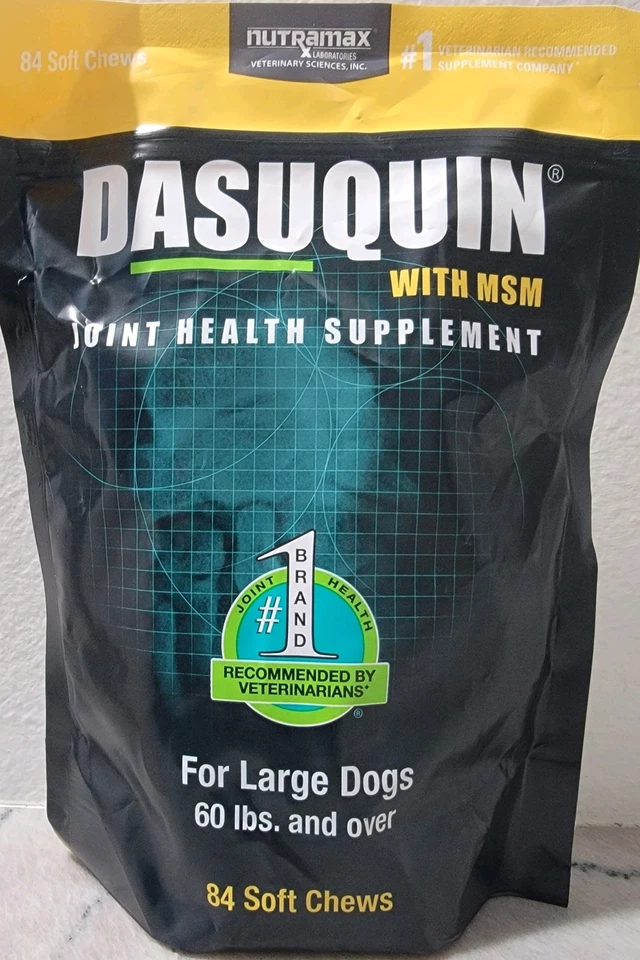 84 Soft Chews
nutramax
Rx LABORATORIES
VETERINARY SCIENCES, INC.
#1 VETERINARIAN RECOMMENDED
SUPPLEMENT COMPANY*
DASUQUIN®
WITH MSM
JOINT HEALTH SUPPLEMENT
JOINT HEALTH
#1
BRAND
RECOMMENDED BY
VETERINARIANS*
®
For Large Dogs
60 lbs. and over
84 Soft Chews